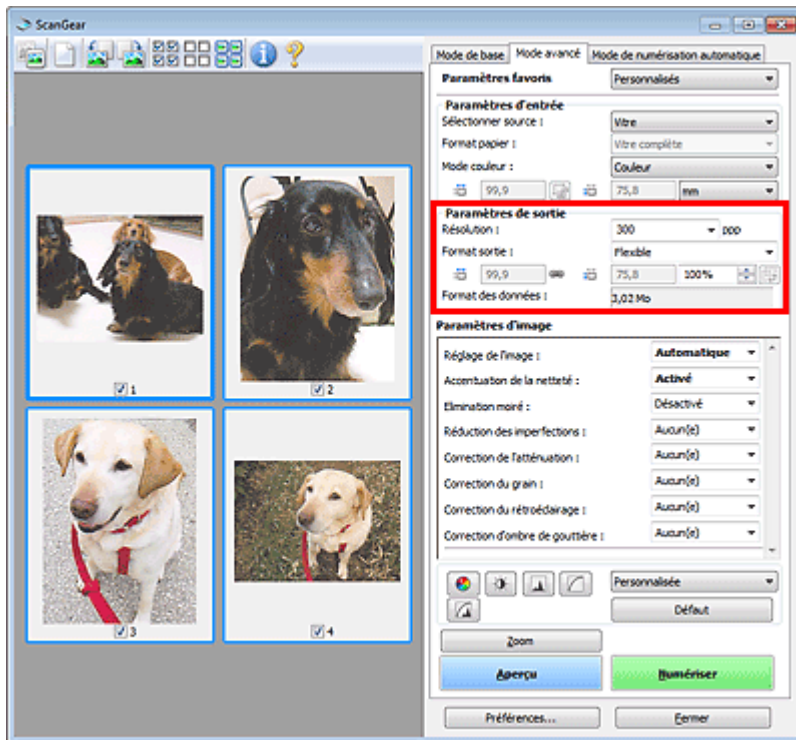 ScanGear
Mode de base Mode avancé Mode de numérisation automatique
Paramètres favoris Personnalisés
Paramètres d'entrée
Sélectionner source : Vitre
Format papier : Vitre complète
Mode couleur : Couleur
99,9 75,8 mm
Paramètres de sortie
Résolution : 300 ppp
Format sortie : Flexible
99,9 75,8 100%
Format des données : 3,02 Mo
Paramètres d'image
Réglage de l'image : Automatique
Accentuation de la netteté : Activé
Elimination moiré : Désactivé
Réduction des imperfections : Aucun(e)
Correction de l'atténuation : Aucun(e)
Correction du grain : Aucun(e)
Correction du rétroéclairage : Aucun(e)
Correction d'ombre de gouttière : Aucun(e)
Personnalisée
Défaut
Zoom
Aperçu Numériser
Préférences... Fermer
1 2
3 4